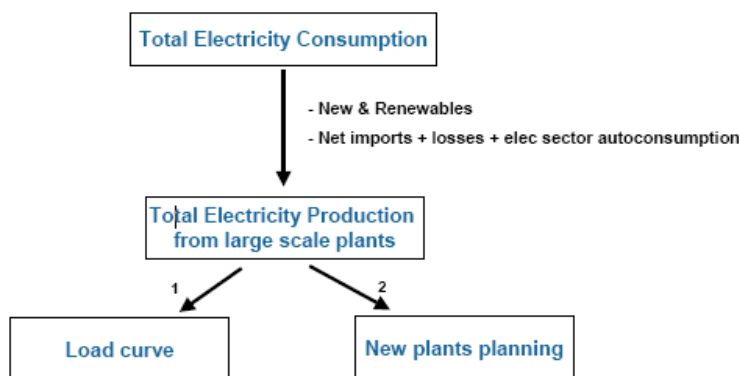 Total Electricity Consumption
- New & Renewables
- Net imports + losses + elec sector autoconsumption
Total Electricity Production
from large scale plants
1
2
Load curve
New plants planning